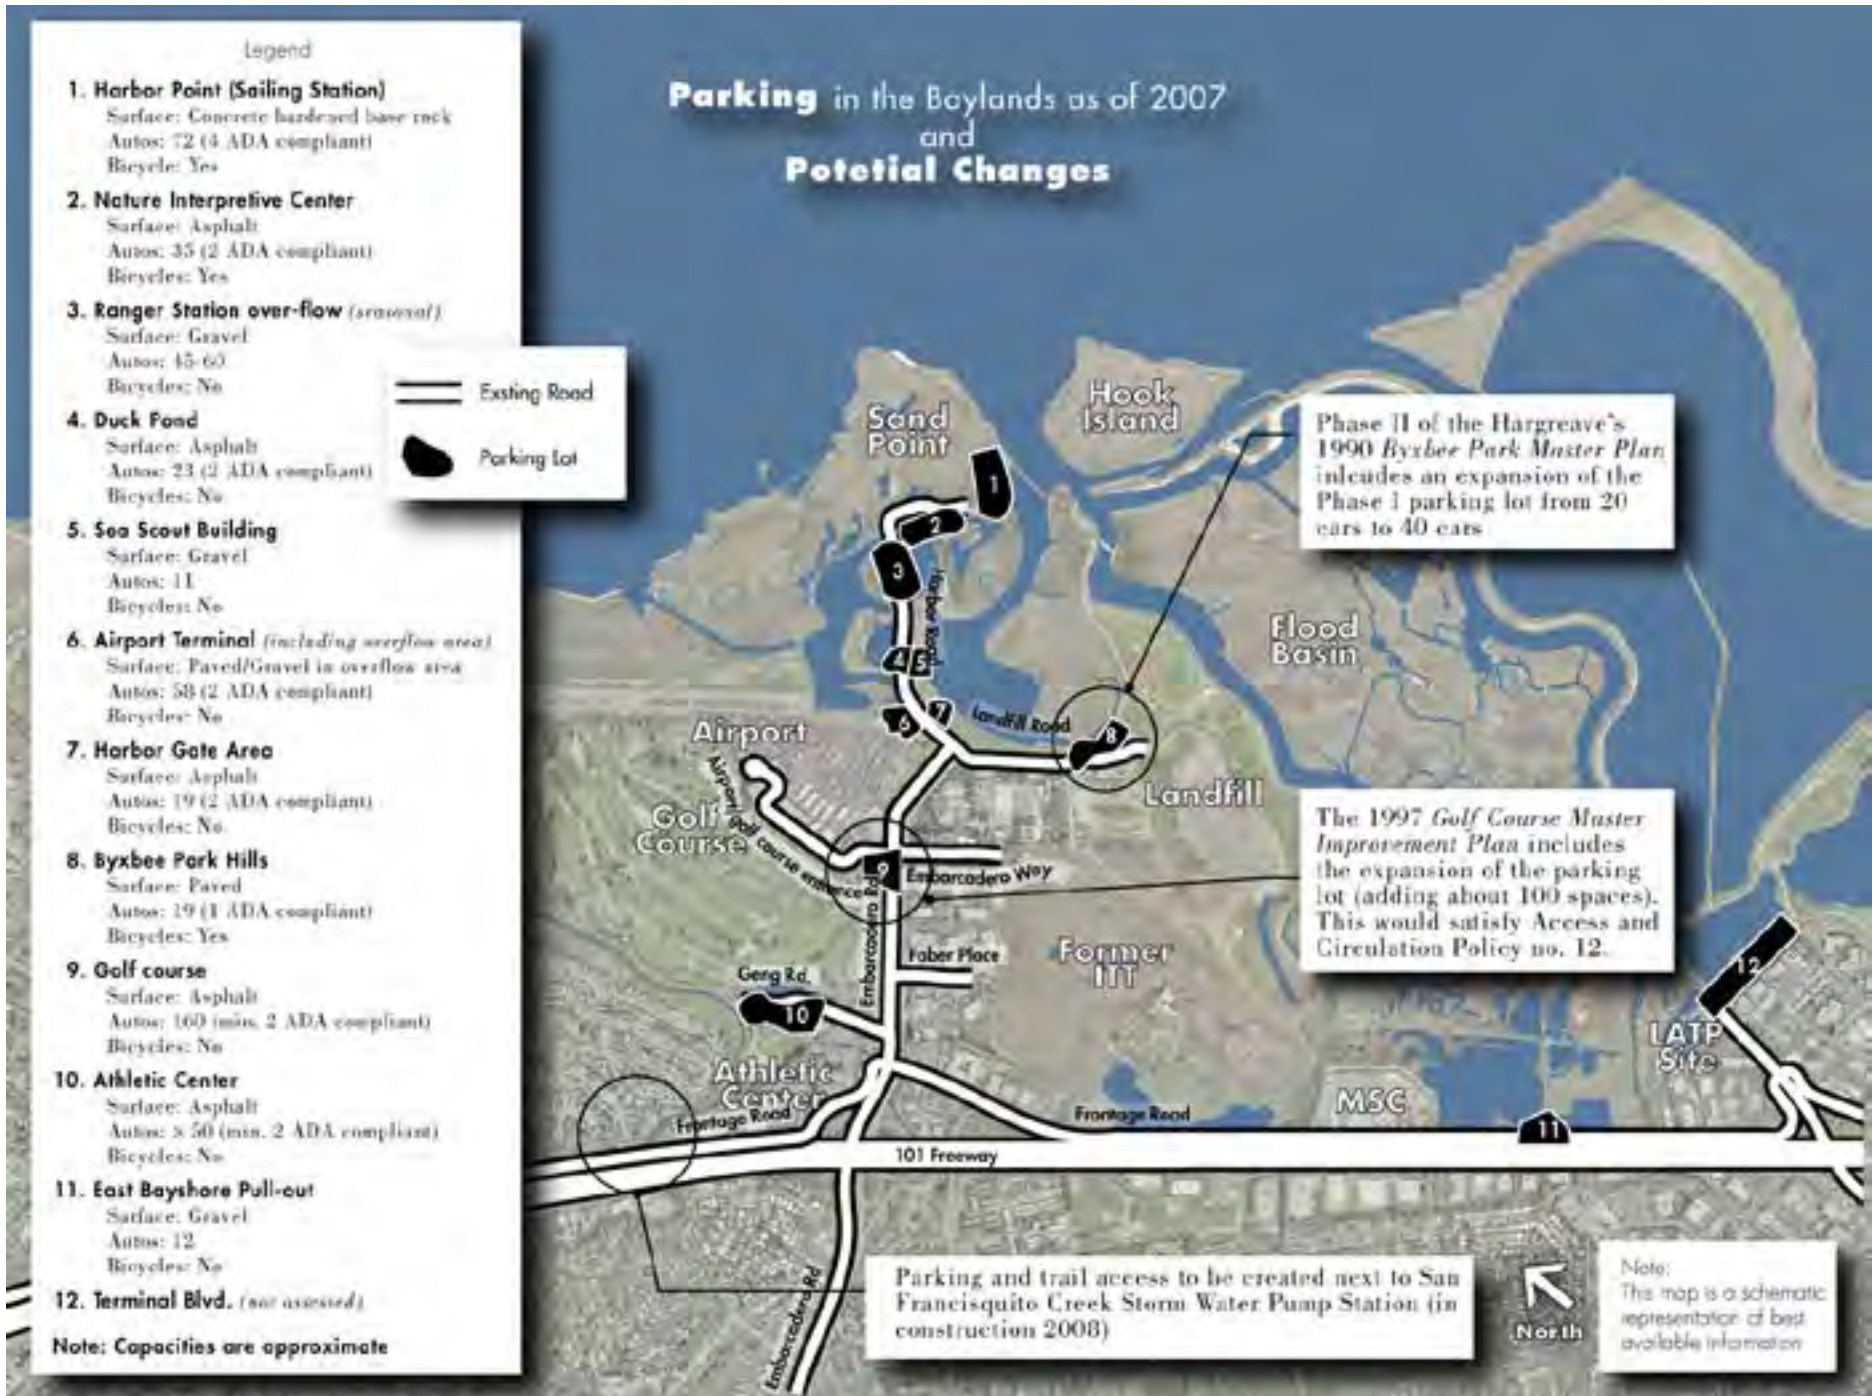 Legend
1. Harbor Point (Sailing Station)
Surface: Concrete hardened base rock
Autos: 72 (4 ADA compliant)
Bicycle: Yes
2. Nature Interpretive Center
Surface: Asphalt
Autos: 35 (2 ADA compliant)
Bicycles: Yes
3. Ranger Station over-flow (seasonal)
Surface: Gravel
Autos: 45-60
Bicycles: No
4. Duck Pond
Surface: Asphalt
Autos: 23 (2 ADA compliant)
Bicycles: No
5. Sea Scout Building
Surface: Gravel
Autos: 11
Bicycles: No
6. Airport Terminal (including overflow area)
Surface: Paved/Gravel in overflow area
Autos: 58 (2 ADA compliant)
Bicycles: No
7. Harbor Gate Area
Surface: Asphalt
Autos: 19 (2 ADA compliant)
Bicycles: No
8. Byxbee Park Hills
Surface: Paved
Autos: 19 (1 ADA compliant)
Bicycles: Yes
9. Golf course
Surface: Asphalt
Autos: 160 (min. 2 ADA compliant)
Bicycles: No
10. Athletic Center
Surface: Asphalt
Autos: > 50 (min. 2 ADA compliant)
Bicycles: No
11. East Bayshore Pull-out
Surface: Gravel
Autos: 12
Bicycles: No
12. Terminal Blvd. (not assessed)
Note: Capacities are approximate
Existing Road
Parking Lot
Parking in the Baylands as of 2007
and
Potetial Changes
Sand
Point
Hook
Island
1
2
3
Harbor Road
4
5
6
7
Landfill Road
8
Flood
Basin
Landfill
Airport
Golf
Course
Airport/golf course entrance
9
Embarcadero Way
Embarcadero Rd
Faber Place
Former
ITT
Geng Rd.
10
Athletic
Center
Frontage Road
Frontage Road
101 Freeway
MSC
11
LATP
Site
12
Embarcadero Rd
Phase II of the Hargreave's
1990 Byxbee Park Master Plan
inlcudes an expansion of the
Phase I parking lot from 20
cars to 40 cars
The 1997 Golf Course Master
Improvement Plan includes
the expansion of the parking
lot (adding about 100 spaces).
This would satisfy Access and
Circulation Policy no. 12.
Parking and trail access to be created next to San
Francisquito Creek Storm Water Pump Station (in
construction 2008)
North
Note:
This map is a schematic
representation of best
available information